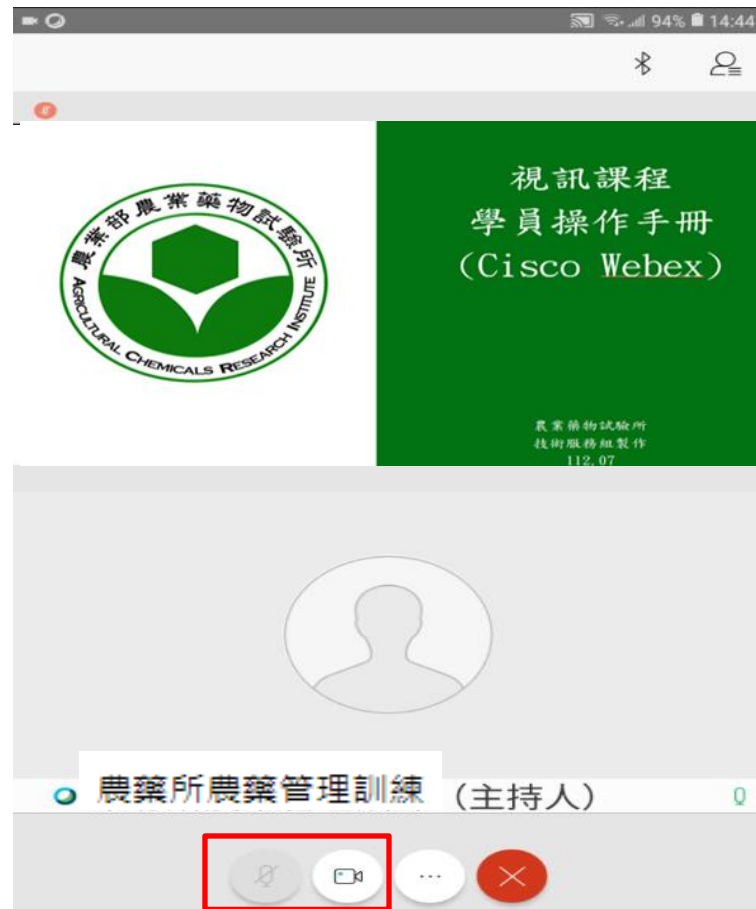 94% 14:44
農業部農業藥物試驗所
AGRICULTURAL CHEMICALS RESEARCH INSTITUTE
視訊課程
學員操作手冊
(Cisco Webex)
農業藥物試驗所
技術服務組製作
112.07
農藥所農藥管理訓練 (主持人)